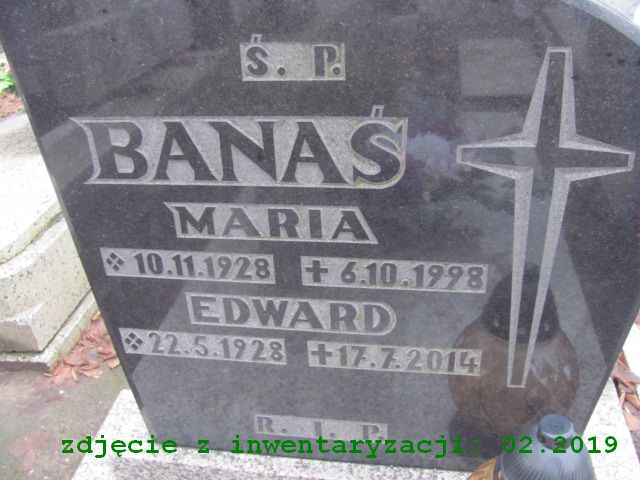 Ś. P.
BANAŚ
MARIA
❖ 10.11.1928 + 6.10.1998
EDWARD
❖ 22.5.1928 + 17.7.2014
R. I. P.
zdjęcie z inwentaryzacji: 02.2019